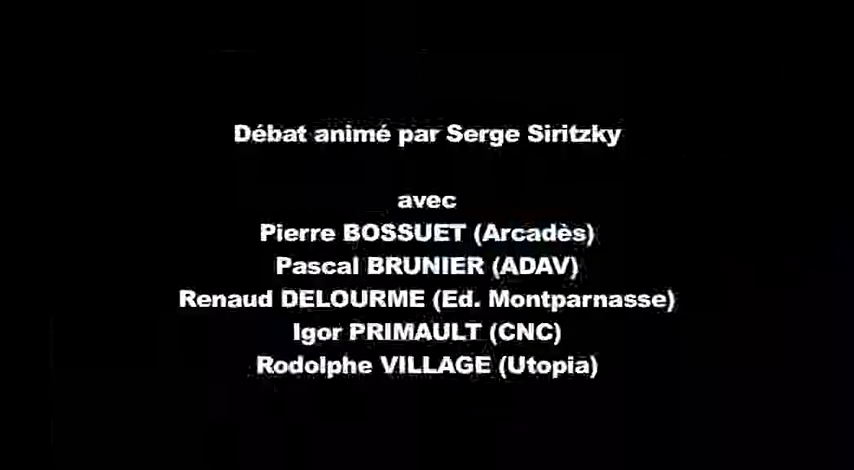 Débat animé par Serge Siritzky
avec
Pierre BOSSUET (Arcadès)
Pascal BRUNIER (ADAV)
Renaud DELOURME (Ed. Montparnasse)
Igor PRIMAULT (CNC)
Rodolphe VILLAGE (Utopia)